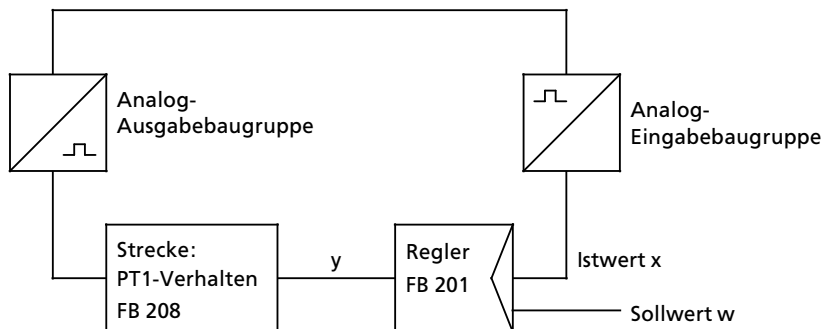 Analog-
Ausgabebaugruppe
Analog-
Eingabebaugruppe
Strecke:
PT1-Verhalten
FB 208
y
Regler
FB 201
Istwert x
Sollwert w